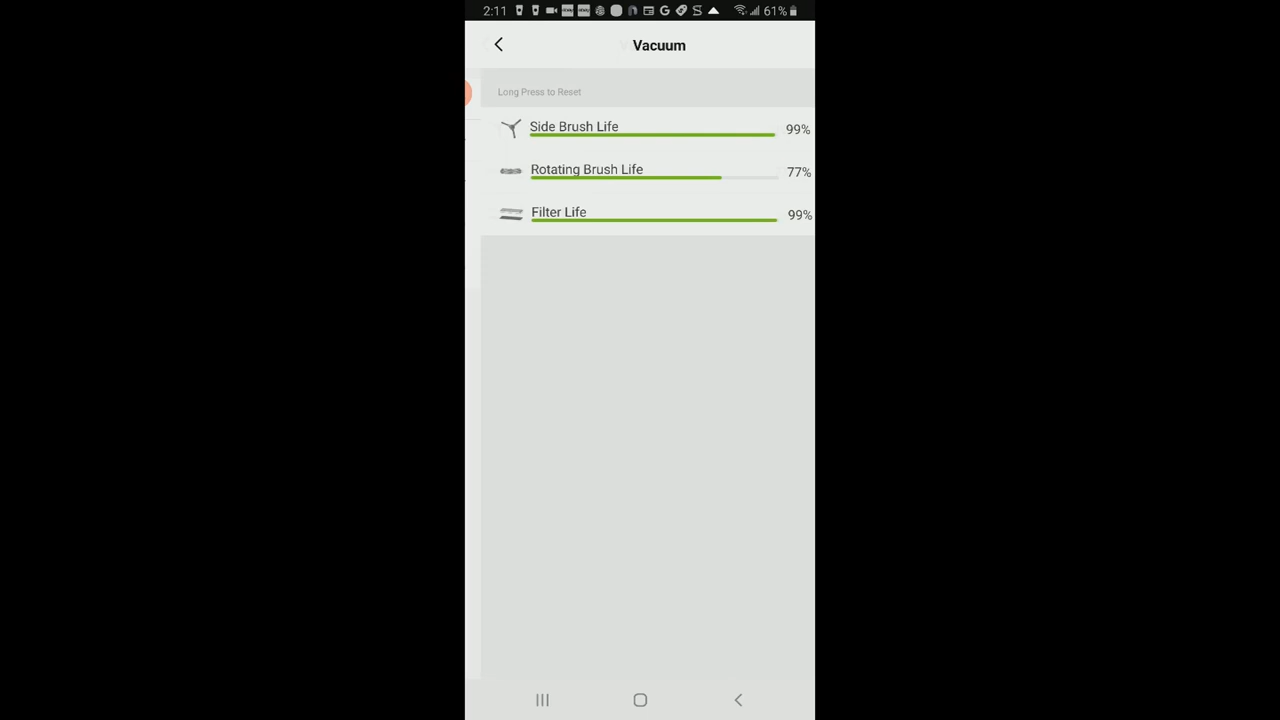 2:11
61%
Vacuum
Long Press to Reset
Side Brush Life
99%
Rotating Brush Life
77%
Filter Life
99%